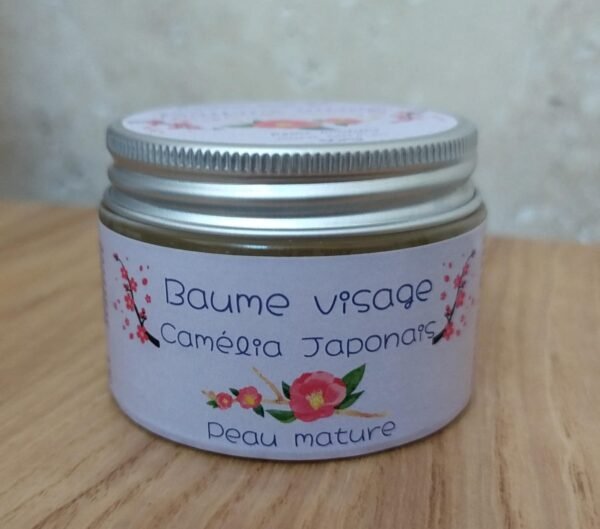 Baume visage
Camélia Japonais
Peau mature